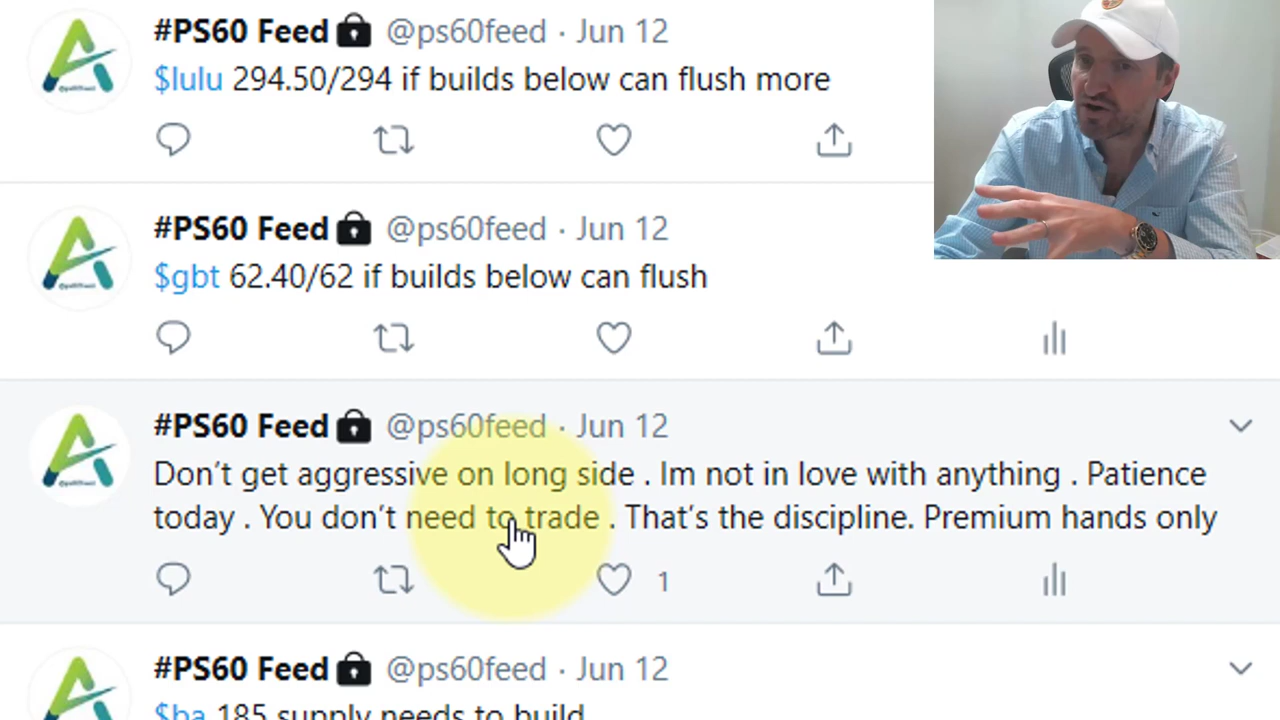 #PS60 Feed @ps60feed · Jun 12
$lulu 294.50/294 if builds below can flush more
#PS60 Feed @ps60feed · Jun 12
$gbt 62.40/62 if builds below can flush
#PS60 Feed @ps60feed · Jun 12
Don’t get aggressive on long side . Im not in love with anything . Patience
today . You don’t need to trade . That’s the discipline. Premium hands only
1
#PS60 Feed @ps60feed · Jun 12
$ba 185 supply needs to build